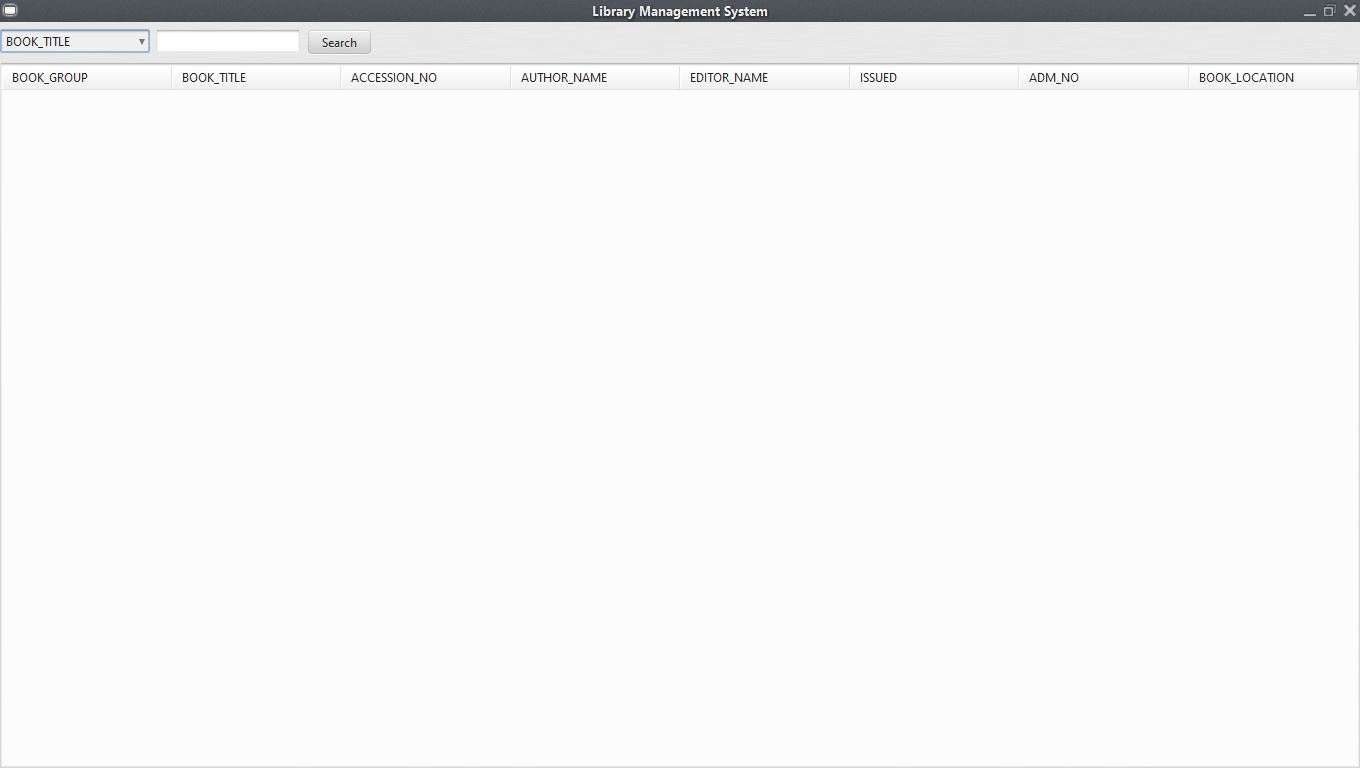 Library Management System
BOOK_TITLE Search
BOOK_GROUP BOOK_TITLE ACCESSION_NO AUTHOR_NAME EDITOR_NAME ISSUED ADM_NO BOOK_LOCATION